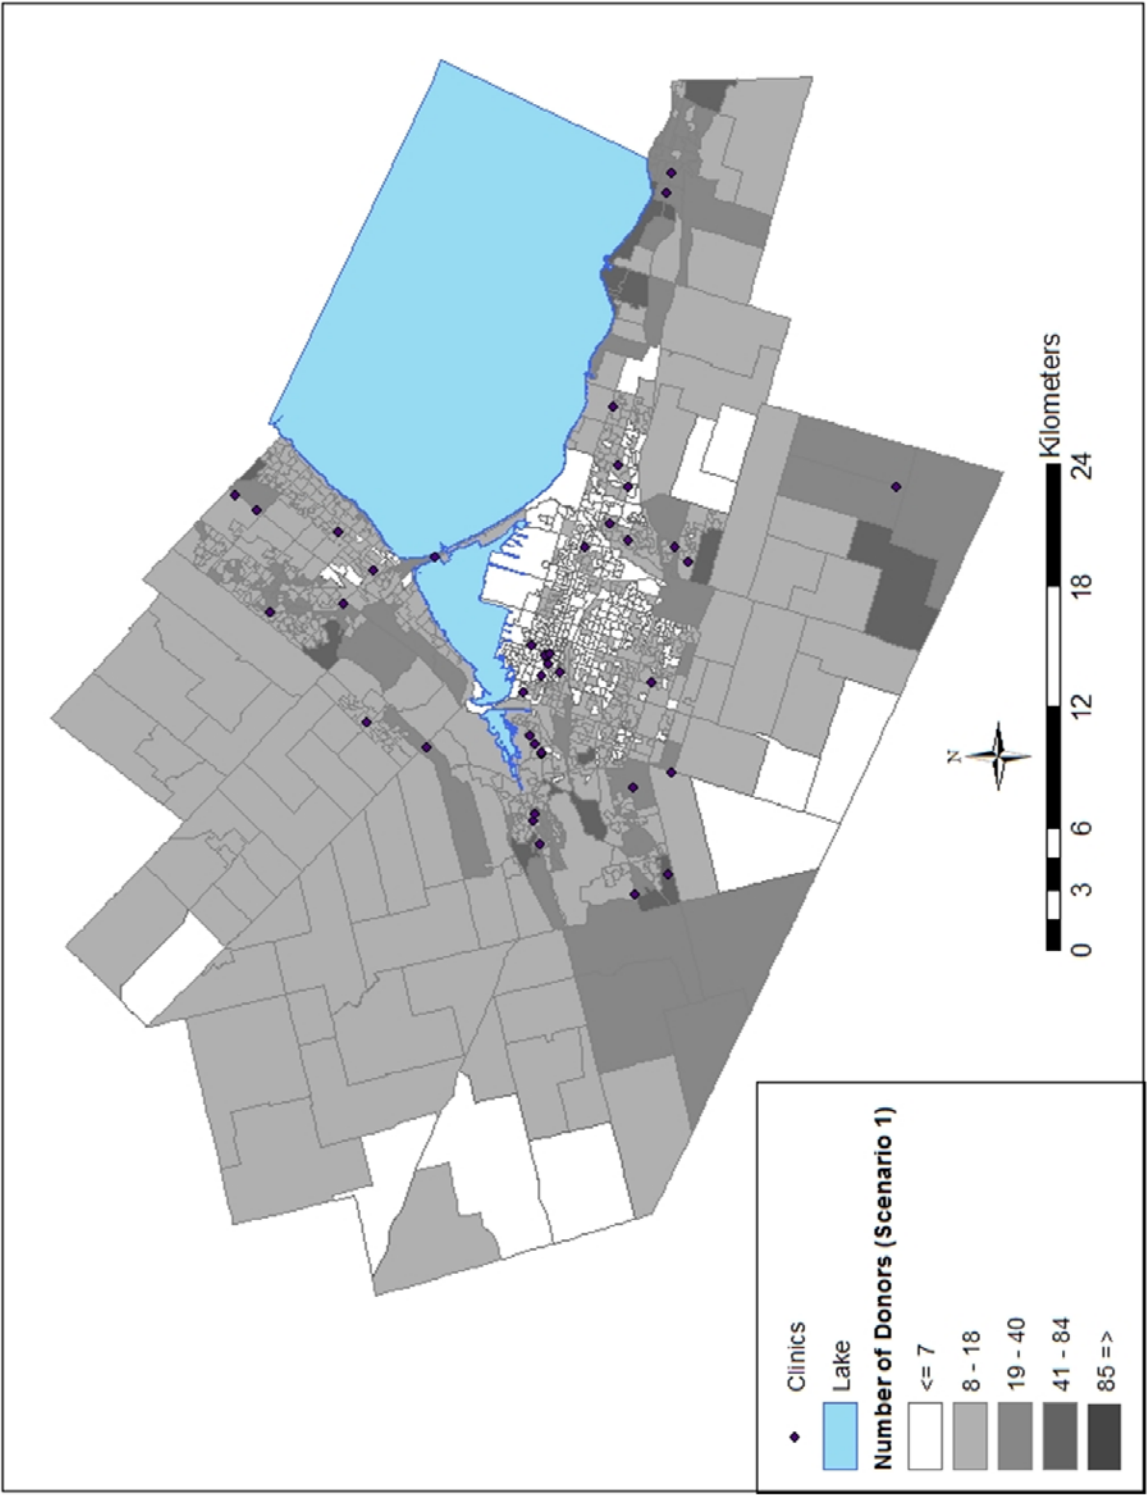 N
Kilometers
0 3 6 12 18 24
Clinics
Lake
Number of Donors (Scenario 1)
<= 7
8 - 18
19 - 40
41 - 84
85 =>